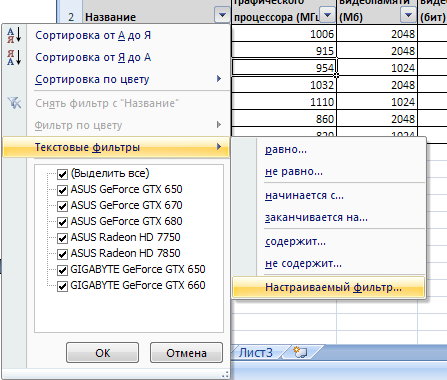 графического
видеопамяти
видео
2
Название
процессора (МГц
(Мб)
(бит)
Сортировка от А до Я
1006
2048
Сортировка от Я до А
915
2048
954
1024
Сортировка по цвету
1032
2048
Снять фильтр с "Название"
1110
1024
Фильтр по цвету
860
2048
Текстовые фильтры
820
1024
равно...
не равно...
начинается с...
заканчивается на...
содержит...
не содержит...
Настраиваемый фильтр...
(Выделить все)
ASUS GeForce GTX 650
ASUS GeForce GTX 670
ASUS GeForce GTX 680
ASUS Radeon HD 7750
ASUS Radeon HD 7850
GIGABYTE GeForce GTX 650
GIGABYTE GeForce GTX 660
ОК
Отмена
Лист3